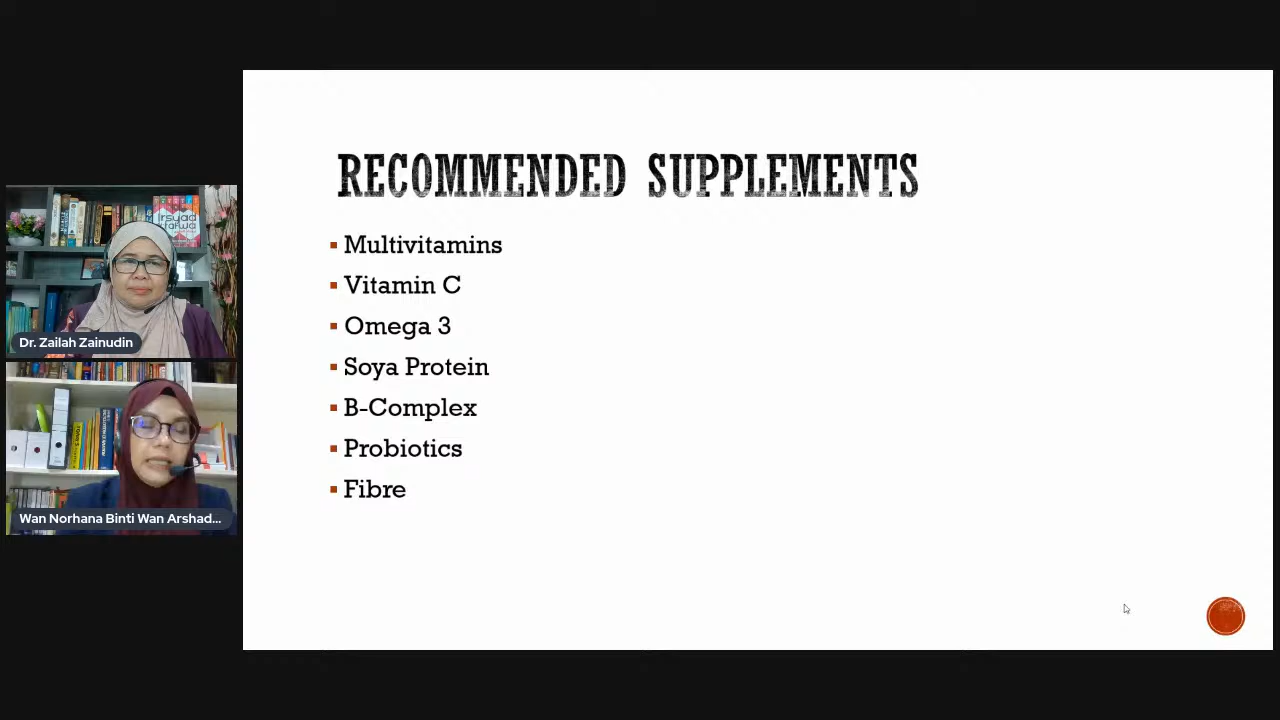 RECOMMENDED SUPPLEMENTS
▪ Multivitamins
▪ Vitamin C
▪ Omega 3
▪ Soya Protein
▪ B-Complex
▪ Probiotics
▪ Fibre
Dr. Zailah Zainudin
Wan Norhana Binti Wan Arshad...